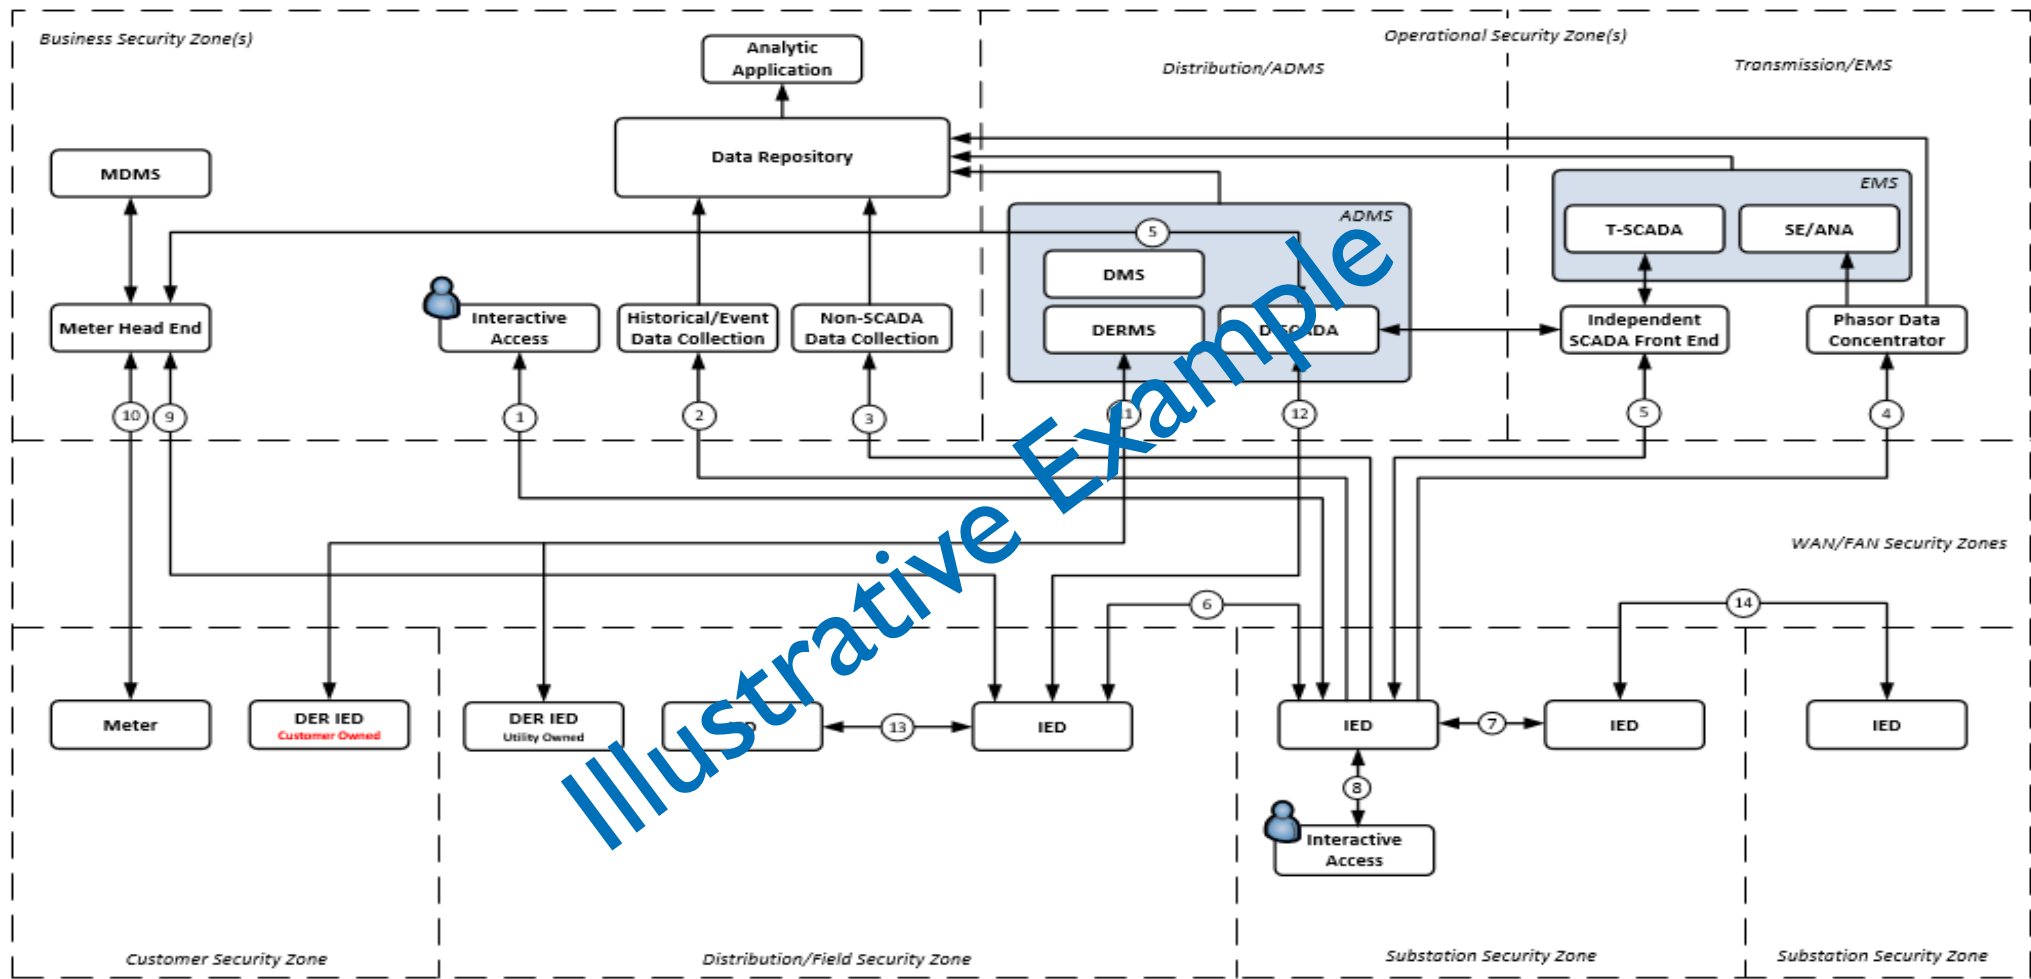 Business Security Zone(s)
Operational Security Zone(s)
Distribution/ADMS
Transmission/EMS
Analytic
Application
Data Repository
MDMS
EMS
T-SCADA
SE/ANA
ADMS
5
DMS
Meter Head End
Interactive
Access
Historical/Event
Data Collection
Non-SCADA
Data Collection
DERMS
Independent
SCADA Front End
Phasor Data
Concentrator
10
9
1
2
3
11
12
5
4
Illustrative Example
WAN/FAN Security Zones
6
14
Meter
DER IED
Customer Owned
DER IED
Utility Owned
13
IED
IED
7
IED
IED
8
Interactive
Access
Customer Security Zone
Distribution/Field Security Zone
Substation Security Zone
Substation Security Zone